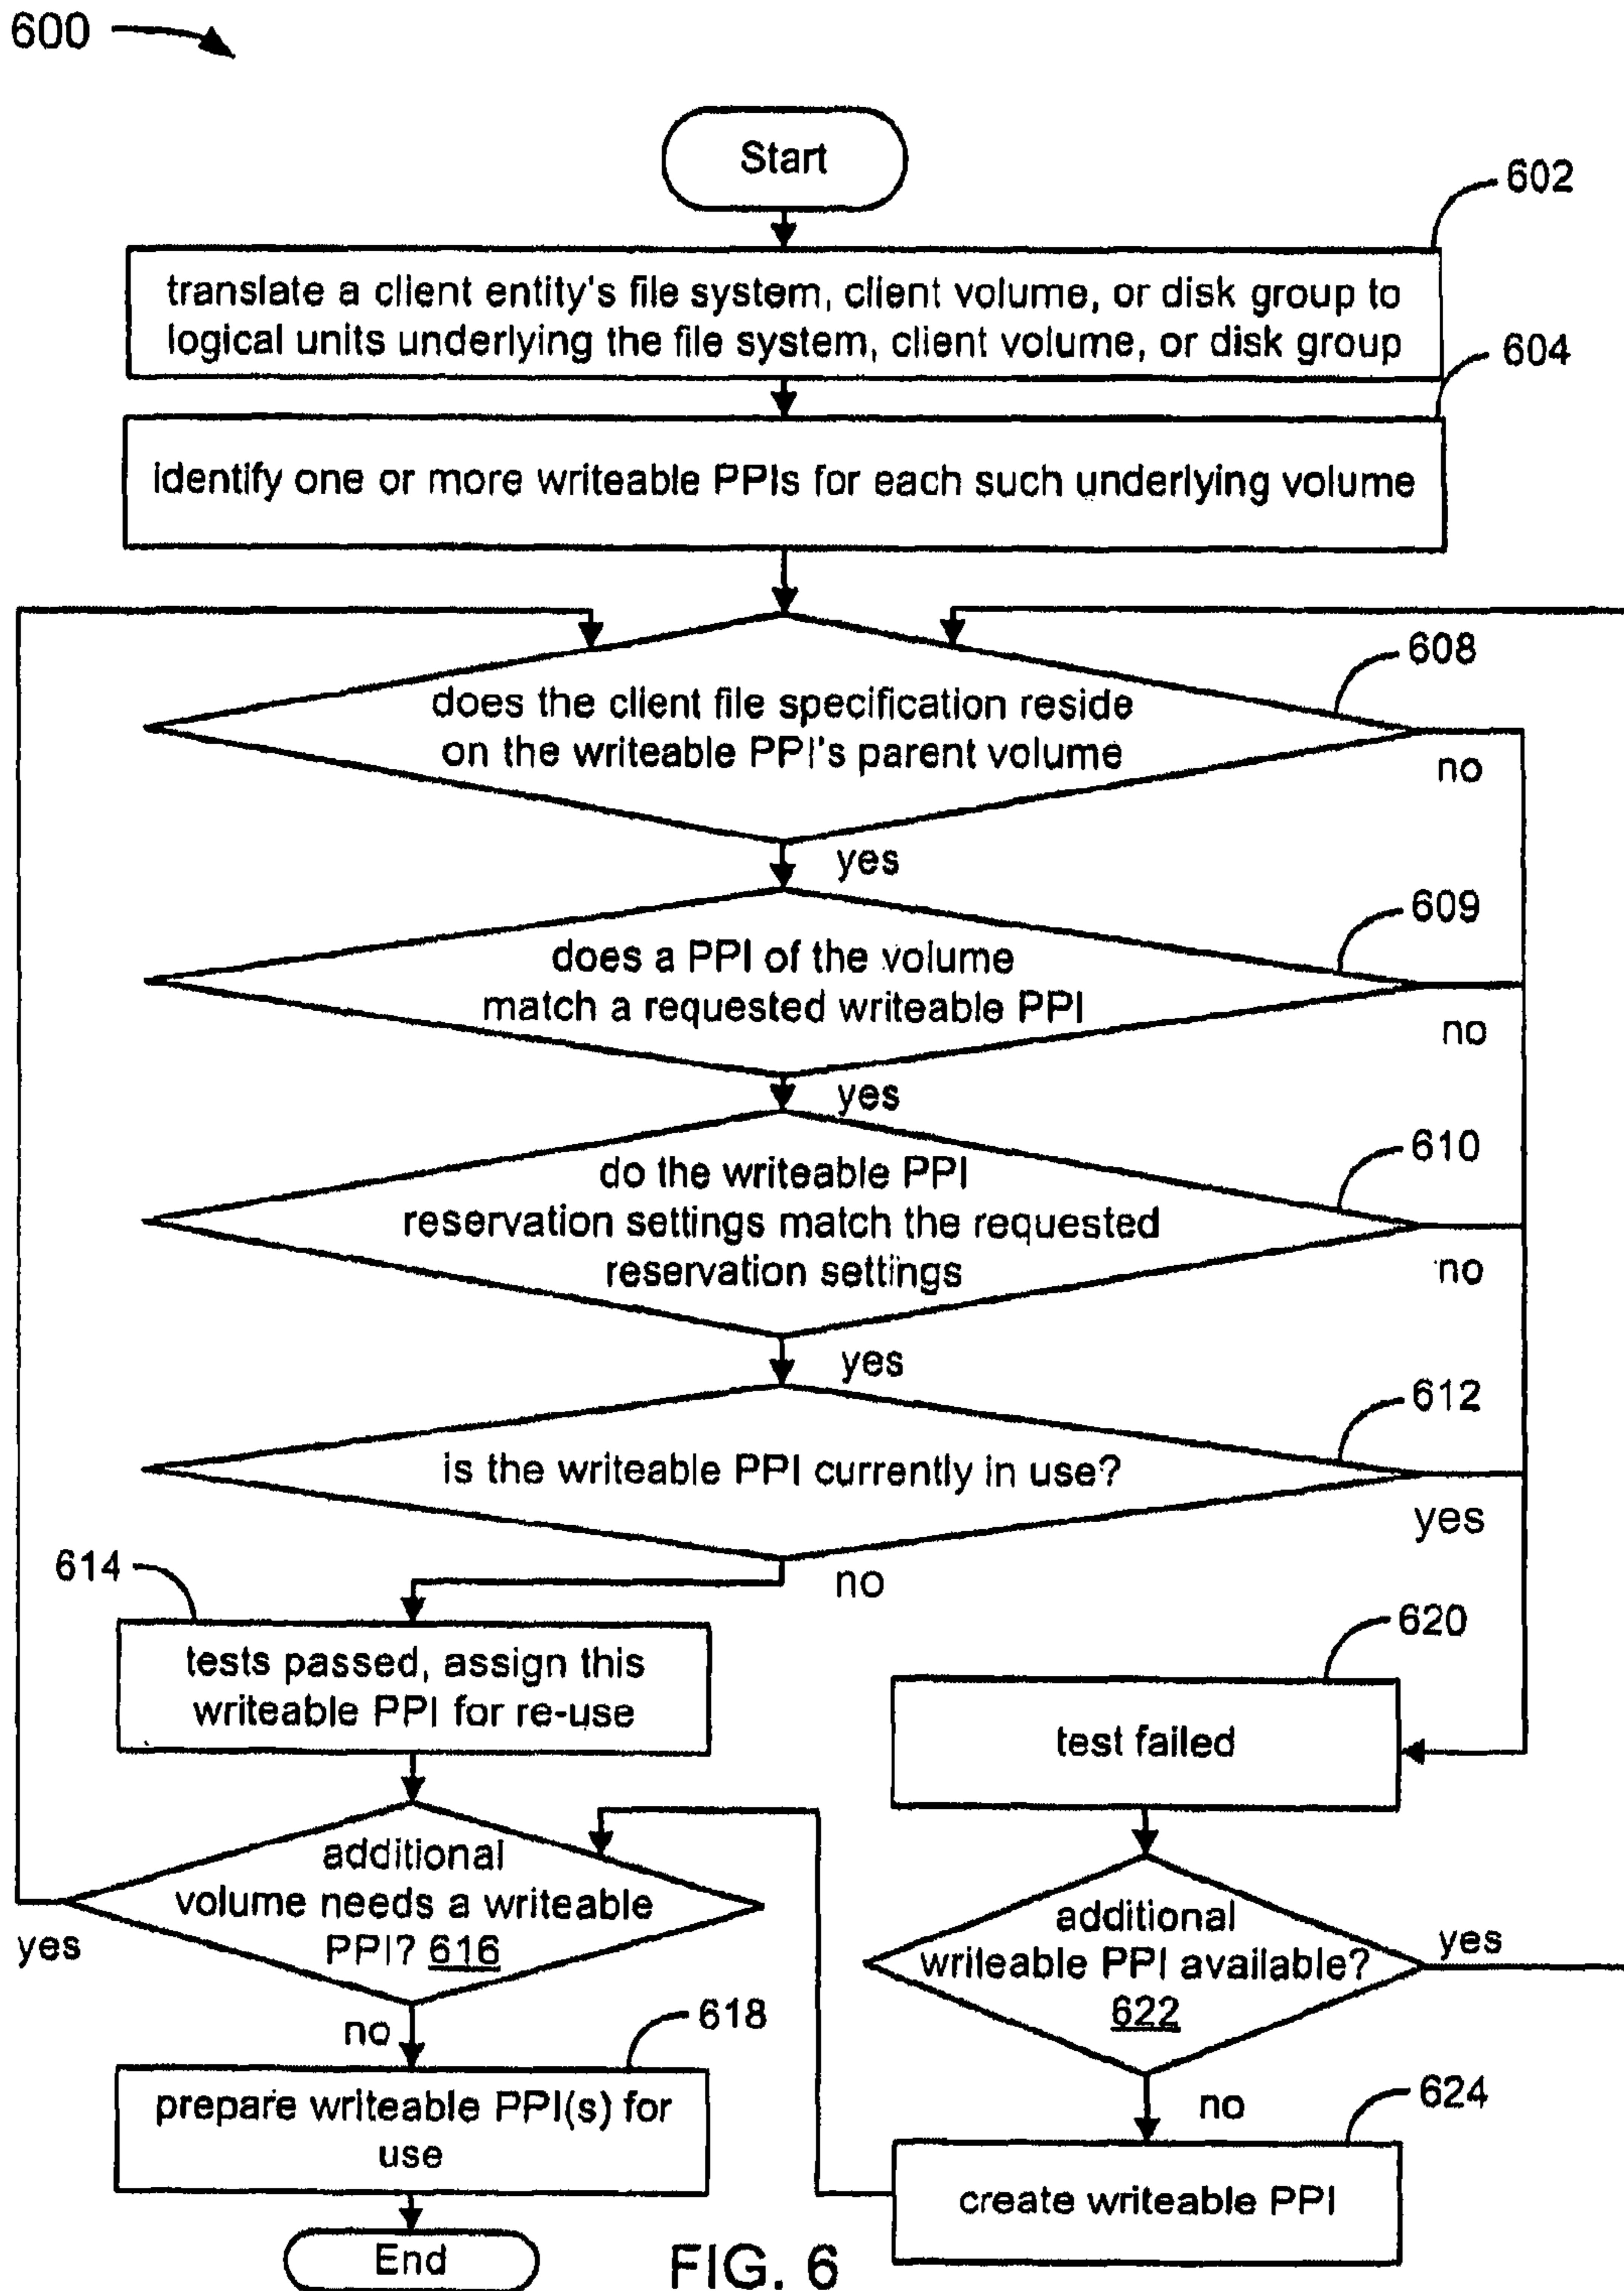 600
Start
602
translate a client entity's file system, client volume, or disk group to
logical units underlying the file system, client volume, or disk group
604
identify one or more writeable PPIs for each such underlying volume
608
does the client file specification reside
on the writeable PPI's parent volume
no
yes
609
does a PPI of the volume
match a requested writeable PPI
no
yes
610
do the writeable PPI
reservation settings match the requested
reservation settings
no
yes
612
is the writeable PPI currently in use?
yes
no
614
tests passed, assign this
writeable PPI for re-use
620
test failed
additional
volume needs a writeable
PPI? 616
yes
no
additional
writeable PPI available?
622
yes
no
618
prepare writeable PPI(s) for
use
624
create writeable PPI
End
FIG. 6